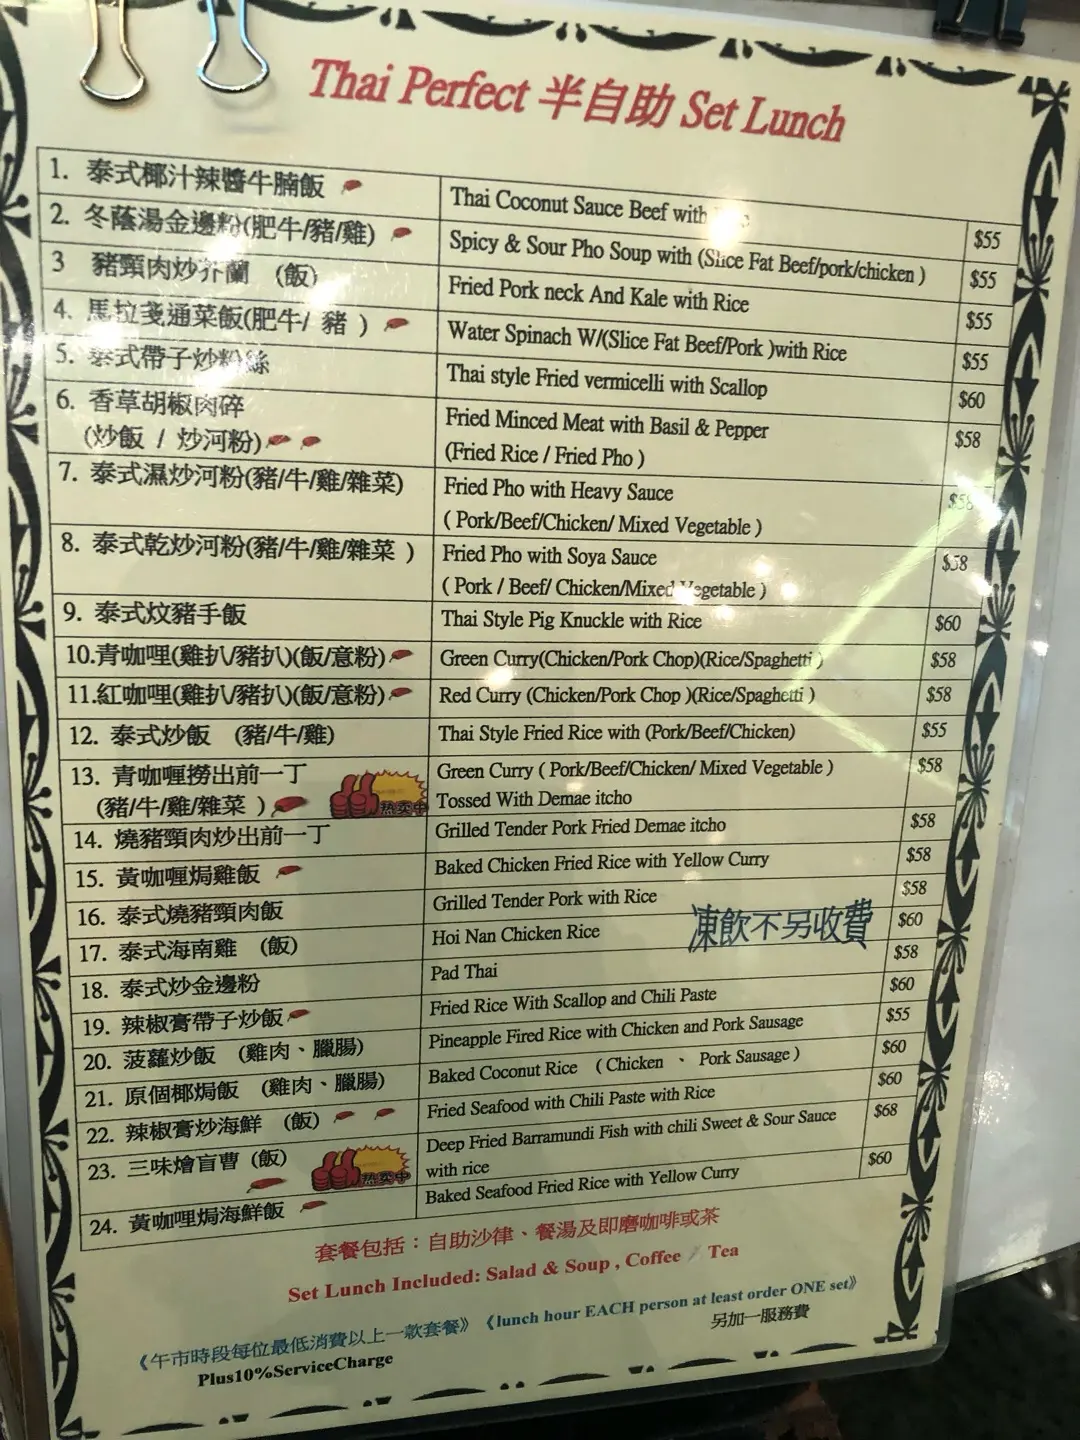 Thai Perfect 半自助 Set Lunch
1. 泰式椰汁辣醬牛腩飯 Thai Coconut Sauce Beef with $55
2. 冬蔭湯金邊粉(肥牛/豬/雞) Spicy & Sour Pho Soup with (Slice Fat Beef/pork/chicken ) $55
3 豬頸肉炒芥蘭 (飯) Fried Pork neck And Kale with Rice $55
4. 馬拉戔通菜飯(肥牛/ 豬 ) Water Spinach W/(Slice Fat Beef/Pork )with Rice $55
5. 泰式帶子炒粉絲 Thai style Fried vermicelli with Scallop $60
6. 香草胡椒肉碎 Fried Minced Meat with Basil & Pepper $58
(炒飯 / 炒河粉) (Fried Rice / Fried Pho )
7. 泰式濕炒河粉(豬/牛/雞/雜菜) Fried Pho with Heavy Sauce $58
( Pork/Beef/Chicken/ Mixed Vegetable )
8. 泰式乾炒河粉(豬/牛/雞/雜菜 ) Fried Pho with Soya Sauce $58
( Pork / Beef/ Chicken/Mixed Vegetable )
9. 泰式炆豬手飯 Thai Style Pig Knuckle with Rice $60
10.青咖哩(雞扒/豬扒)(飯/意粉) Green Curry(Chicken/Pork Chop)(Rice/Spaghetti ) $58
11.紅咖哩(雞扒/豬扒)(飯/意粉) Red Curry (Chicken/Pork Chop )(Rice/Spaghetti ) $58
12. 泰式炒飯 (豬/牛/雞) Thai Style Fried Rice with (Pork/Beef/Chicken) $55
13. 青咖喱撈出前一丁 Green Curry ( Pork/Beef/Chicken/ Mixed Vegetable ) $58
(豬/牛/雞/雜菜 ) 热卖中 Tossed With Demae itcho
14. 燒豬頸肉炒出前一丁 Grilled Tender Pork Fried Demae itcho $58
15. 黃咖喱焗雞飯 Baked Chicken Fried Rice with Yellow Curry $58
16. 泰式燒豬頸肉飯 Grilled Tender Pork with Rice $58
凍飲不另收費
17. 泰式海南雞 (飯) Hoi Nan Chicken Rice $60
18. 泰式炒金邊粉 Pad Thai $58
19. 辣椒膏帶子炒飯 Fried Rice With Scallop and Chili Paste $60
20. 菠蘿炒飯 (雞肉、臘腸) Pineapple Fired Rice with Chicken and Pork Sausage $55
21. 原個椰焗飯 (雞肉、臘腸) Baked Coconut Rice ( Chicken 、 Pork Sausage ) $60
22. 辣椒膏炒海鮮 (飯) Fried Seafood with Chili Paste with Rice $60
23. 三味燴盲曹 (飯) 热卖中 Deep Fried Barramundi Fish with chili Sweet & Sour Sauce $68
with rice
24. 黃咖哩焗海鮮飯 Baked Seafood Fried Rice with Yellow Curry $60
套餐包括：自助沙律、餐湯及即磨咖啡或茶
Set Lunch Included: Salad & Soup , Coffee / Tea
《午市時段每位最低消費以上一款套餐》 《lunch hour EACH person at least order ONE set》
Plus10%ServiceCharge 另加一服務費